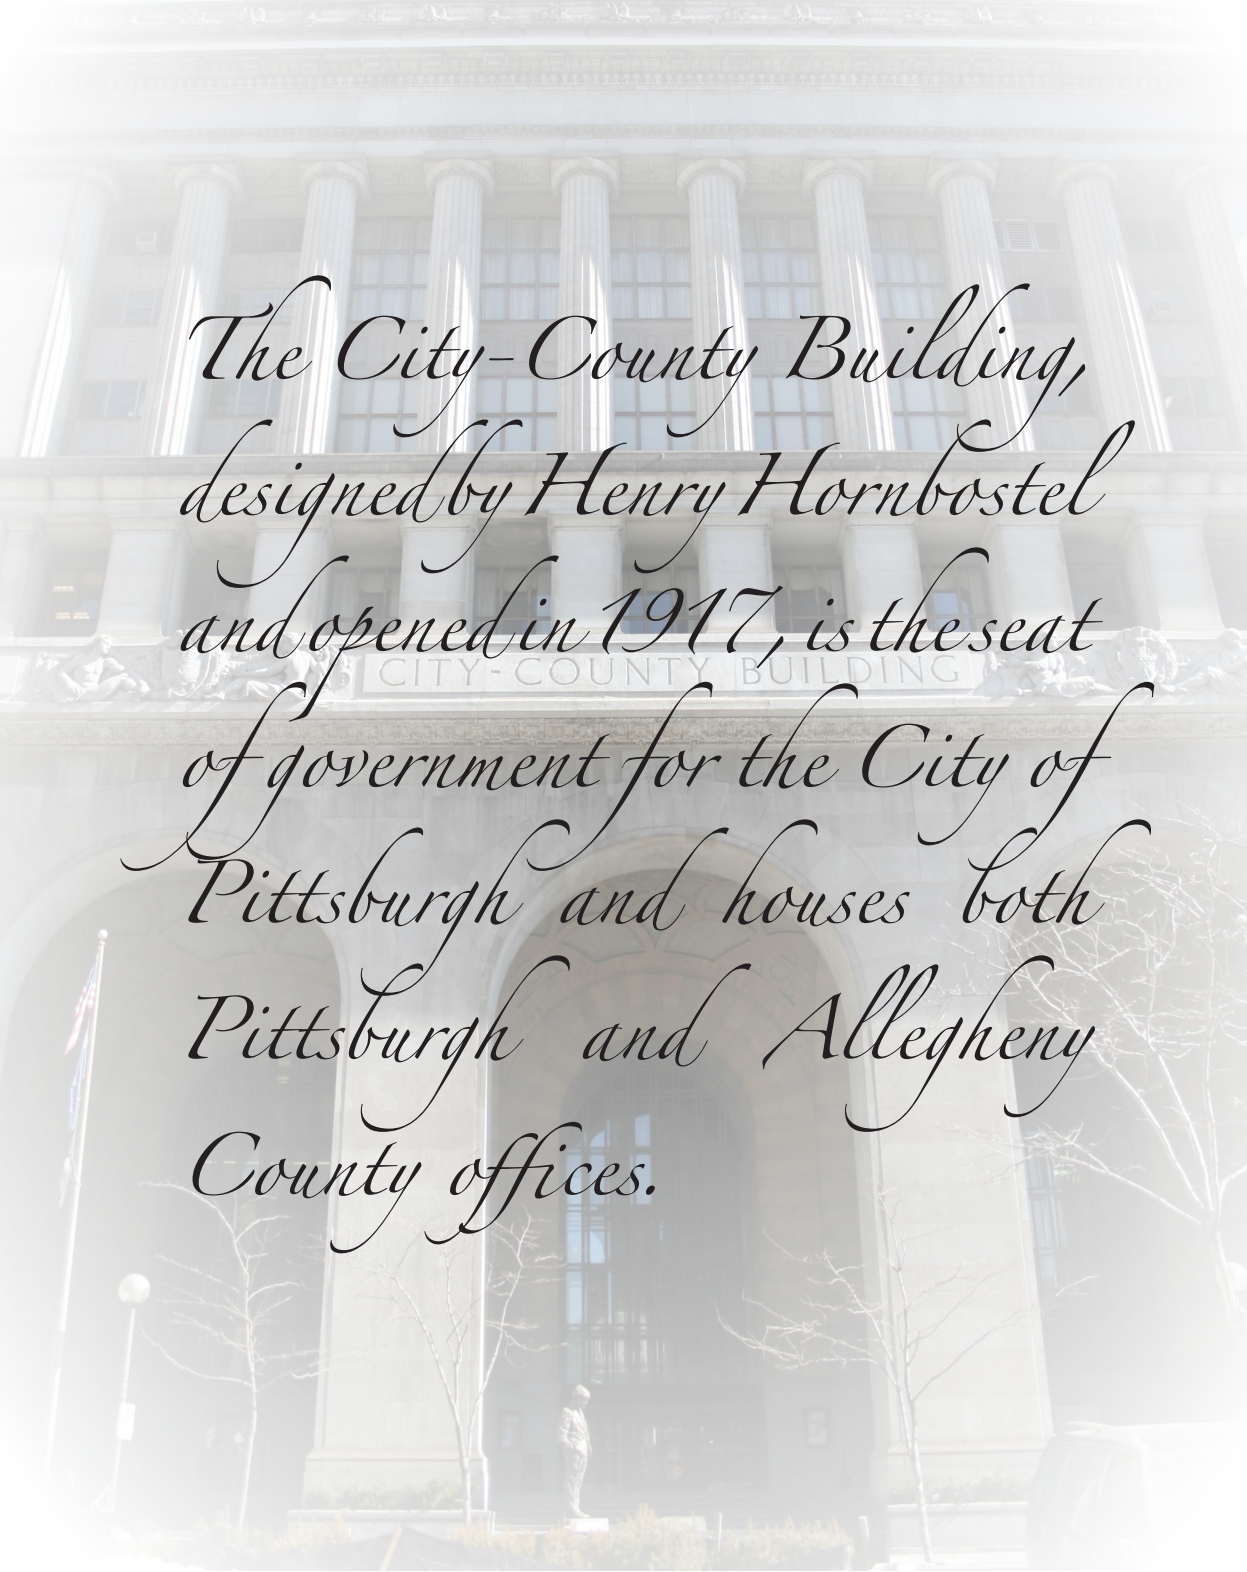 The City-County Building,
designed by Henry Hornbostel
and opened in 1917, is the seat
CITY-COUNTY BUILDING
of government for the City of
Pittsburgh and houses both
Pittsburgh and Allegheny
County offices.